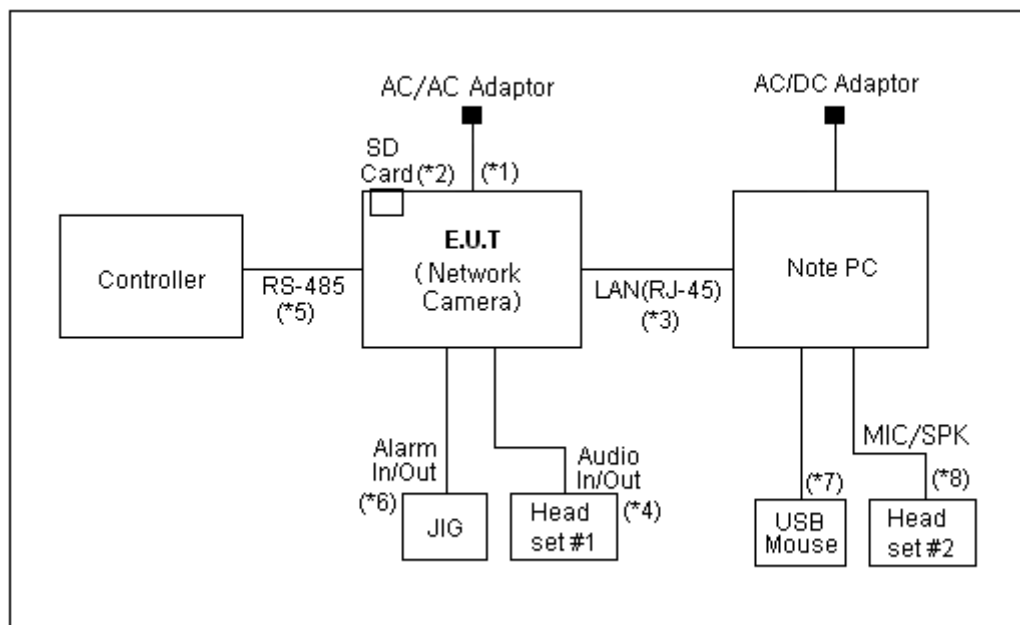 AC/AC Adaptor
AC/DC Adaptor
SD
Card(*2)
(*1)
E.U.T
( Network
Camera)
Controller
RS-485
(*5)
LAN(RJ-45)
(*3)
Note PC
Alarm
In/Out
(*6)
JIG
Audio
In/Out
(*4)
Head
set #1
MIC/SPK
(*7)
(*8)
USB
Mouse
Head
set #2